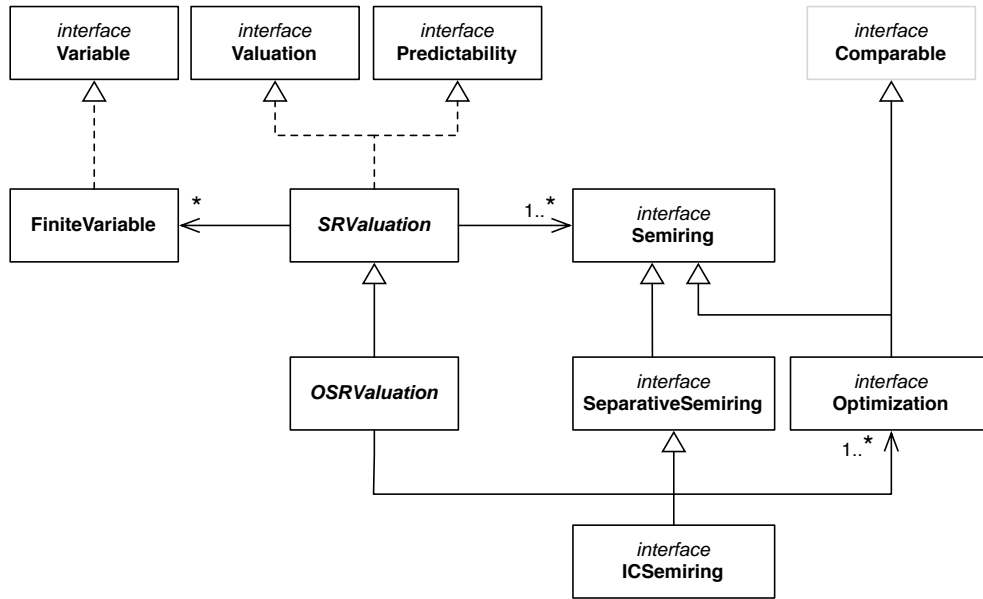 interface
Variable
interface
Valuation
interface
Predictability
interface
Comparable
FiniteVariable
*
SRValuation
1..*
interface
Semiring
OSRValuation
interface
SeparativeSemiring
interface
Optimization
1..*
interface
ICSemiring